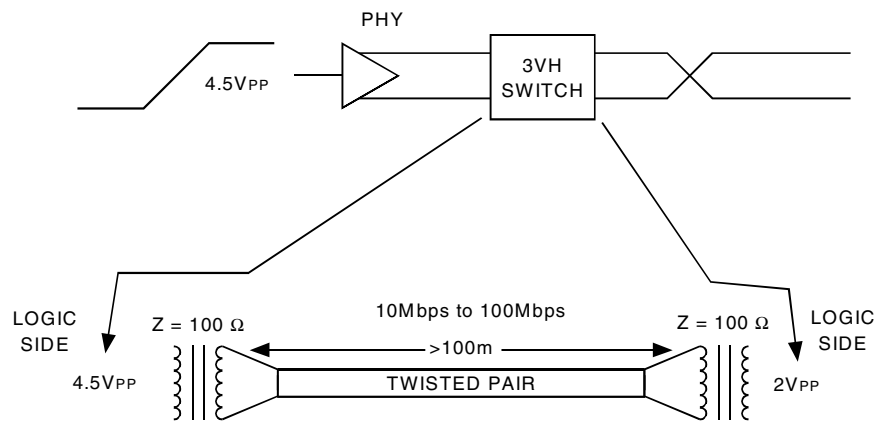 PHY
4.5VPP
3VH
SWITCH
10Mbps to 100Mbps
LOGIC
SIDE
Z = 100 Ω
>100m
Z = 100 Ω
LOGIC
SIDE
4.5VPP
TWISTED PAIR
2VPP